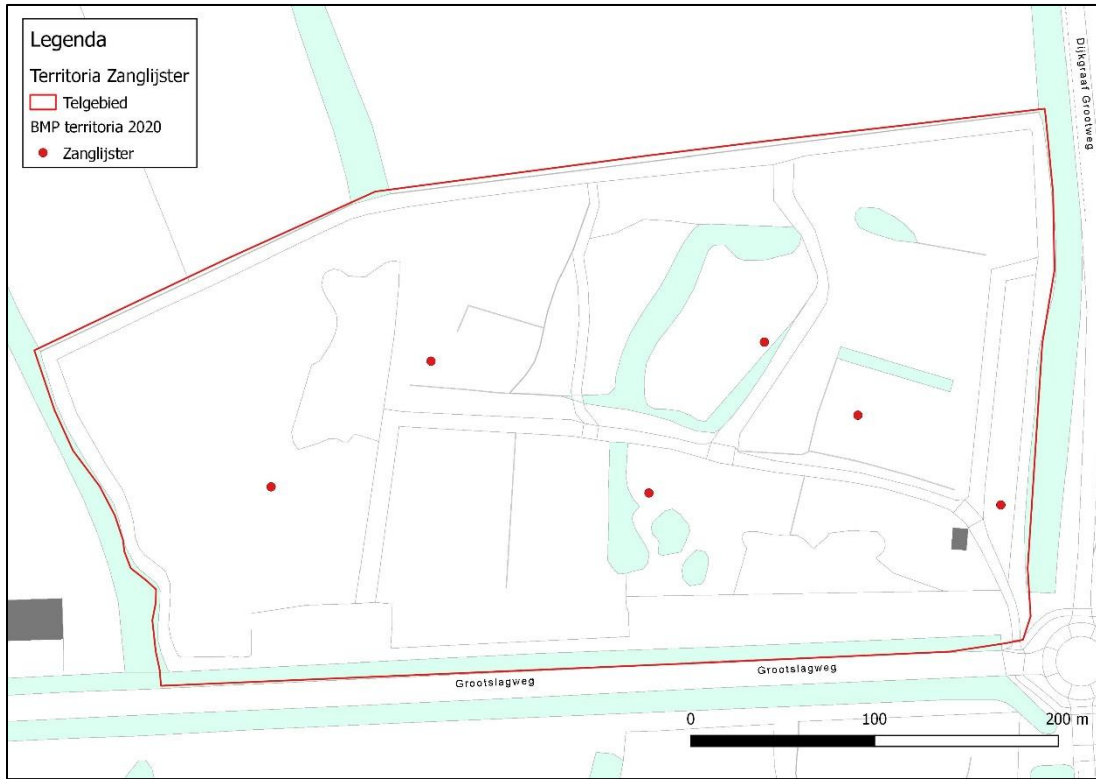 Legenda
Territoria Zanglijster
Telgebied
BMP territoria 2020
Zanglijster
Dijkgraaf Grootweg
Grootslagweg
Grootslagweg
0 100 200 m